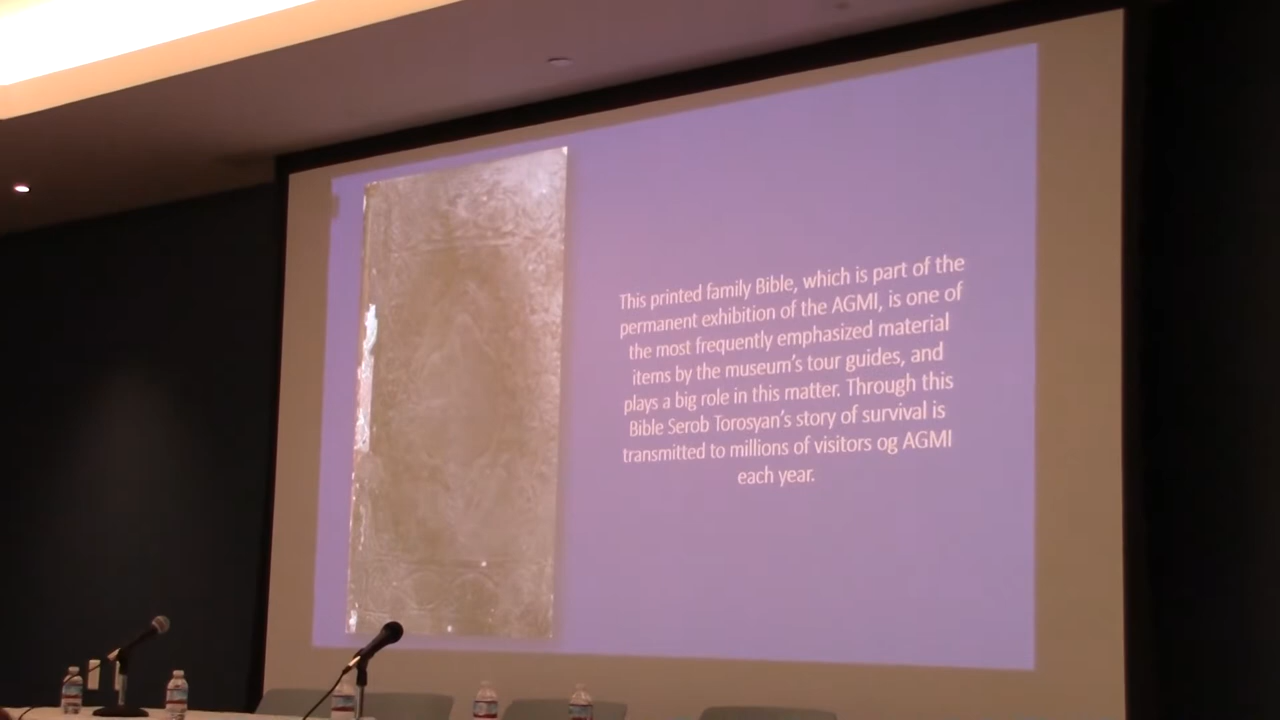 This printed family Bible, which is part of the
permanent exhibition of the AGMI, is one of
the most frequently emphasized material
items by the museum's tour guides, and
plays a big role in this matter. Through this
Bible Serob Torosyan's story of survival is
transmitted to millions of visitors og AGMI
each year.